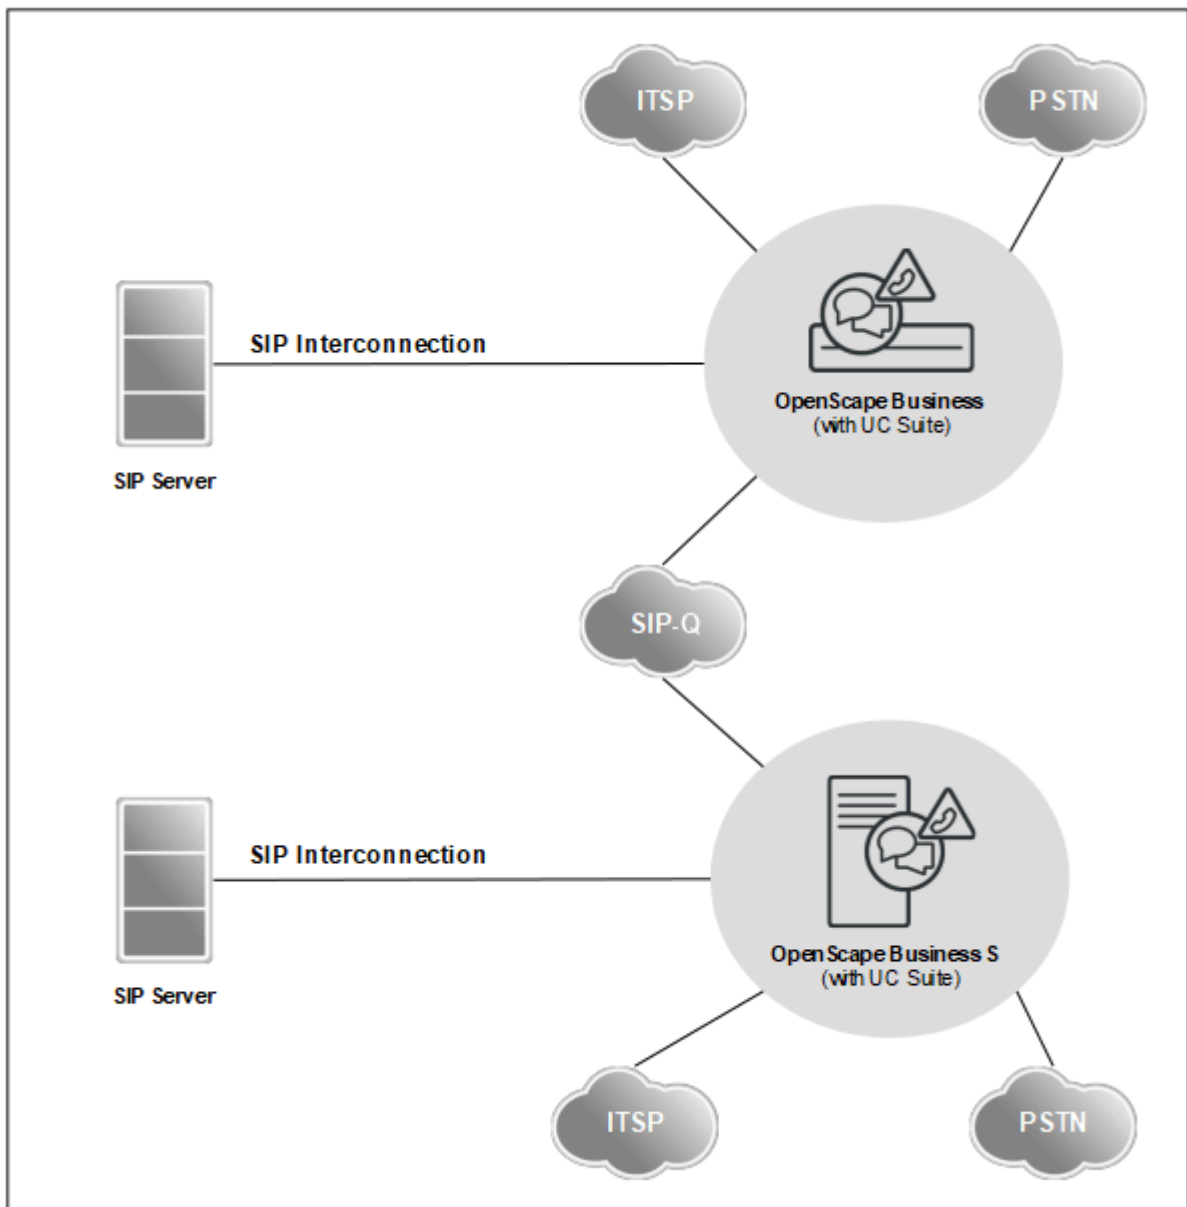 ITSP
PSTN
SIP Interconnection
OpenScape Business
(with UC Suite)
SIP Server
SIP-Q
SIP Interconnection
OpenScape Business S
(with UC Suite)
SIP Server
ITSP
PSTN